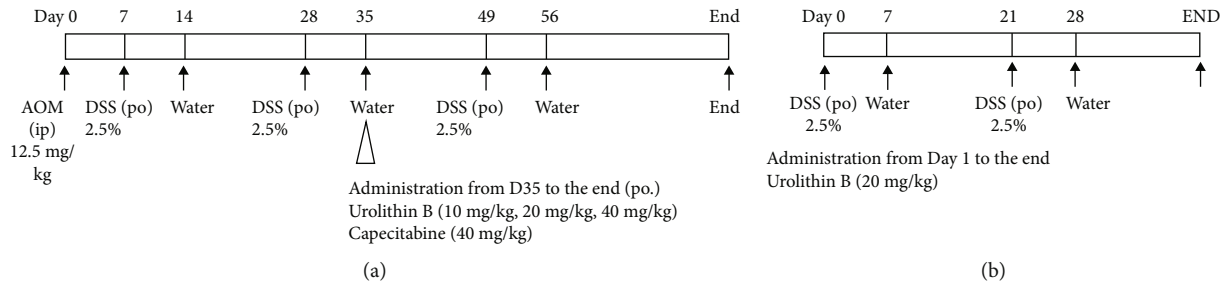 Day 0 7 14 28 35 49 56 End
AOM (ip) 12.5 mg/ kg
DSS (po) 2.5%
Water
DSS (po) 2.5%
Water
DSS (po) 2.5%
Water
End
Administration from D35 to the end (po.)
Urolithin B (10 mg/kg, 20 mg/kg, 40 mg/kg)
Capecitabine (40 mg/kg)
(a)
Day 0 7 21 28 END
DSS (po) 2.5%
Water
DSS (po) 2.5%
Water
Administration from Day 1 to the end
Urolithin B (20 mg/kg)
(b)